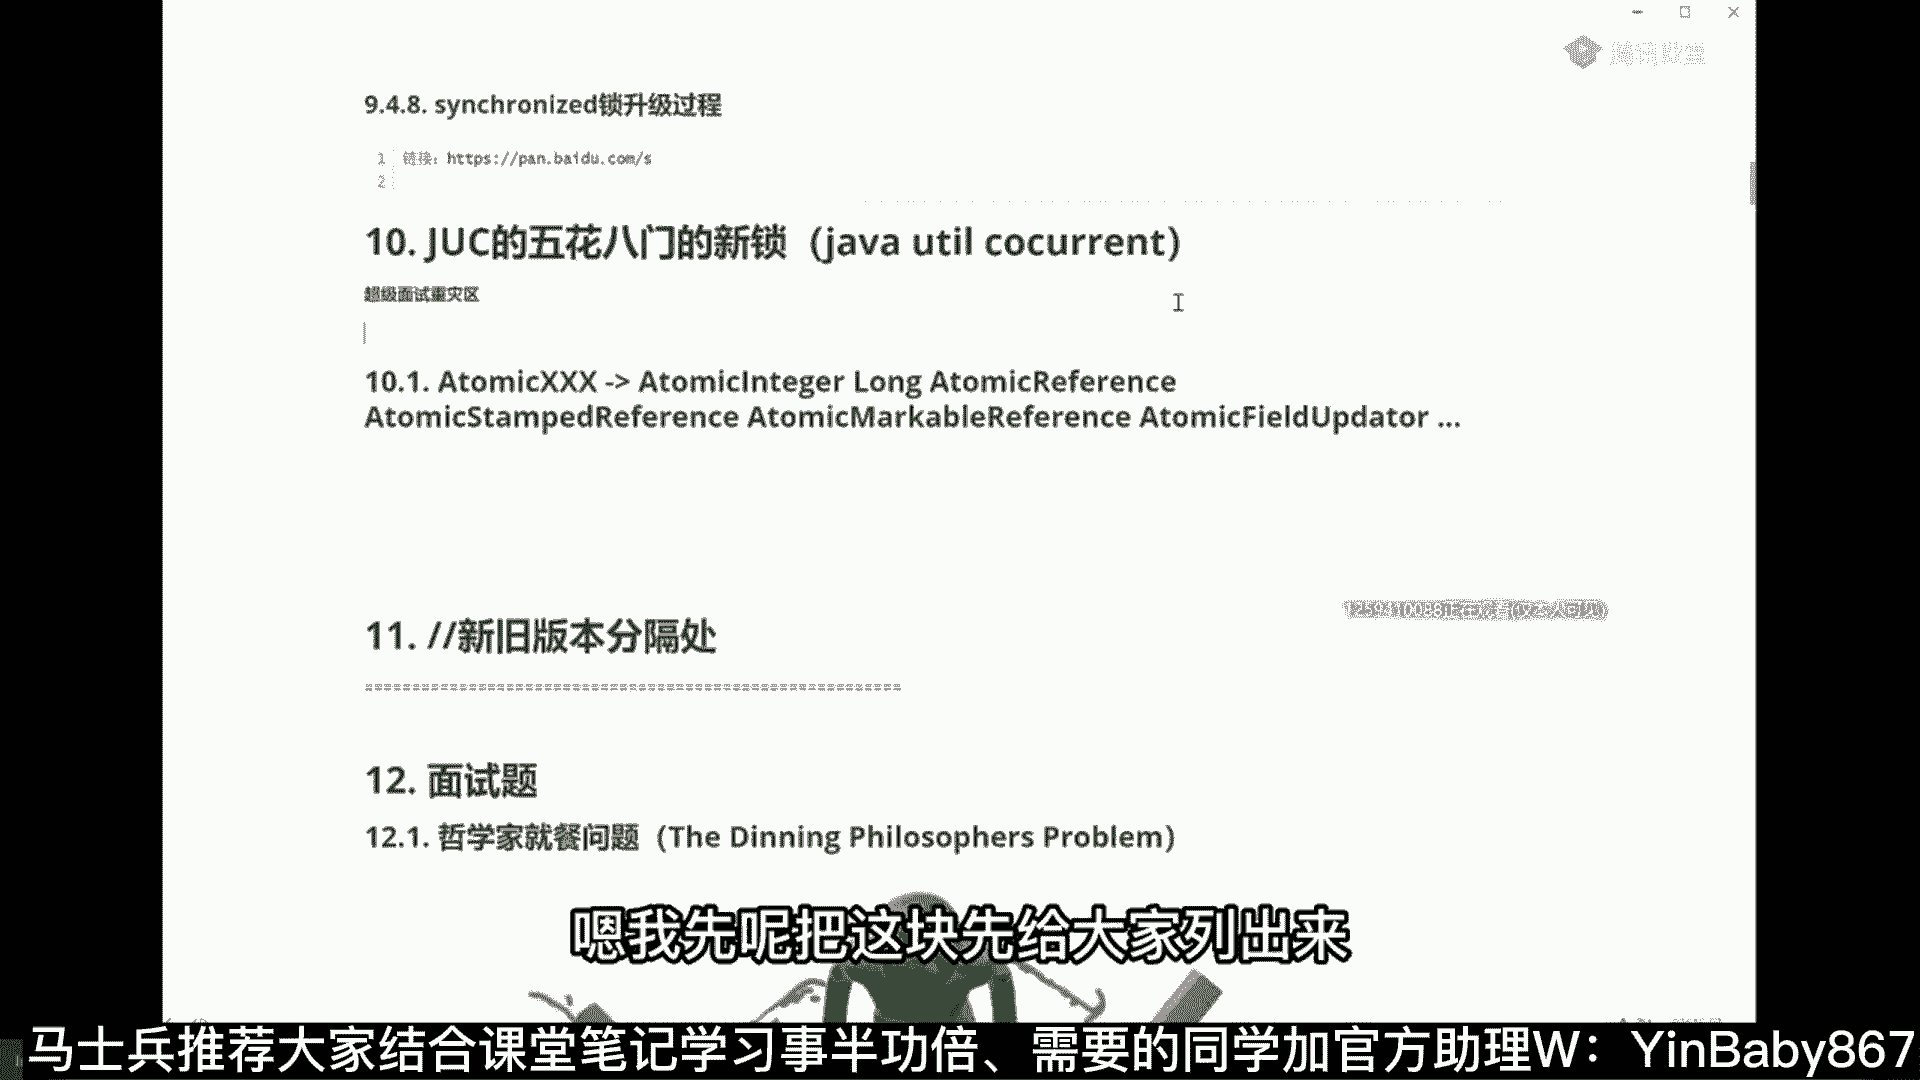 9.4.8. synchronized锁升级过程
1 链接：https://pan.baidu.com/s
2
10. JUC的五花八门的新锁（java util cocurrent）
超级面试重灾区
10.1. AtomicXXX -> AtomicInteger Long AtomicReference
AtomicStampedReference AtomicMarkableReference AtomicFieldUpdator ...
11. //新旧版本分隔处
==========================================================
12. 面试题
12.1. 哲学家就餐问题（The Dinning Philosophers Problem）
嗯我先呢把这块先给大家列出来
马士兵推荐大家结合课堂笔记学习事半功倍、需要的同学加官方助理W：YinBaby867